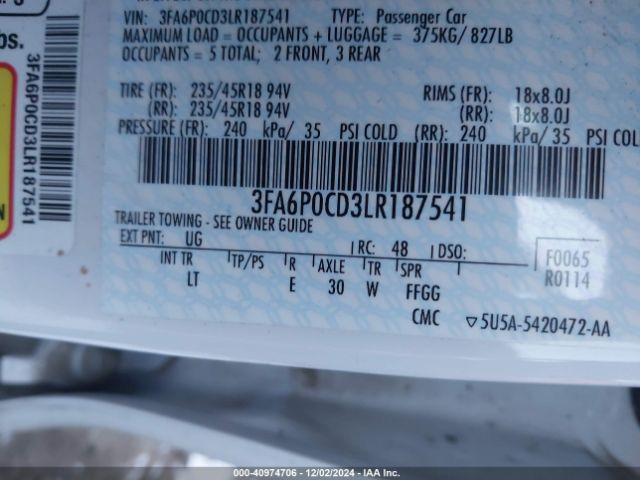 VIN: 3FA6P0CD3LR187541 TYPE: Passenger Car
MAXIMUM LOAD = OCCUPANTS + LUGGAGE = 375KG/ 827LB
OCCUPANTS = 5 TOTAL; 2 FRONT, 3 REAR
TIRE (FR): 235/45R18 94V RIMS (FR): 18x8.0J
(RR): 235/45R18 94V (RR): 18x8.0J
PRESSURE (FR): 240 kPa/ 35 PSI COLD (RR): 240 kPa/ 35 PSI COLD
3FA6P0CD3LR187541
TRAILER TOWING - SEE OWNER GUIDE
EXT PNT: UG RC: 48 DSO:
INT TR TP/PS R AXLE TR SPR
LT E 30 W FFGG
F0065
R0114
CMC ▽5U5A-5420472-AA
bs.
3FA6P0CD3LR187541
000-40974706 - 12/02/2024 - IAA Inc.